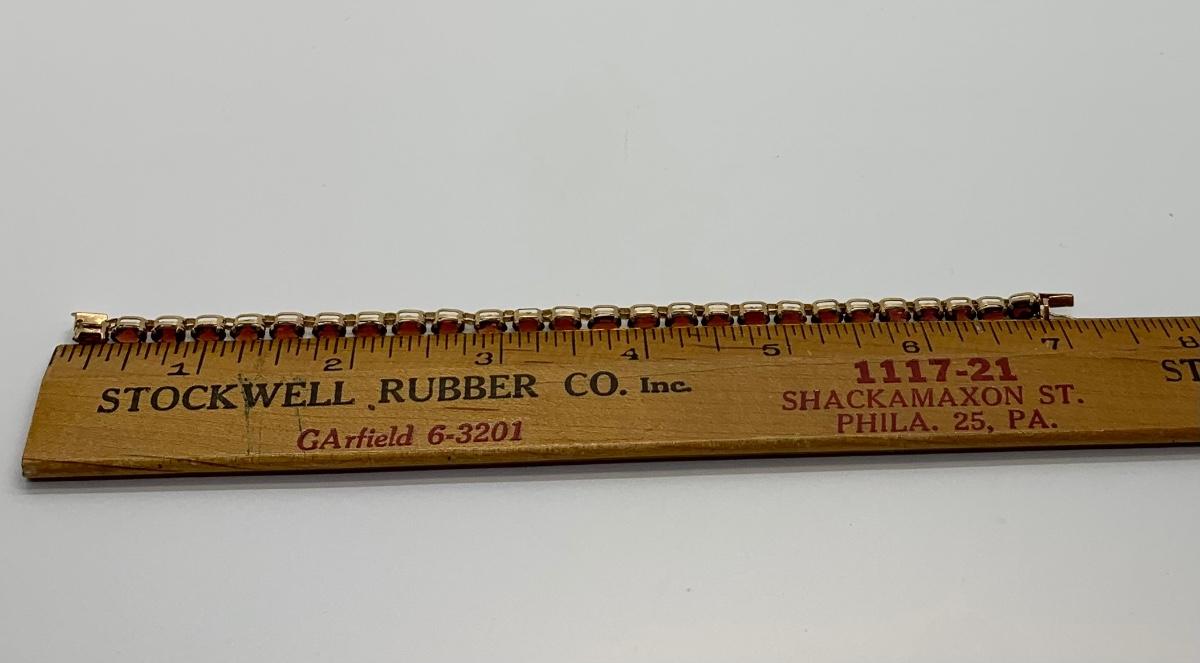 1 2 3 4 5 6 7 8
STOCKWELL RUBBER CO. Inc.
GArfield 6-3201
1117-21
SHACKAMAXON ST.
PHILA. 25, PA.
ST